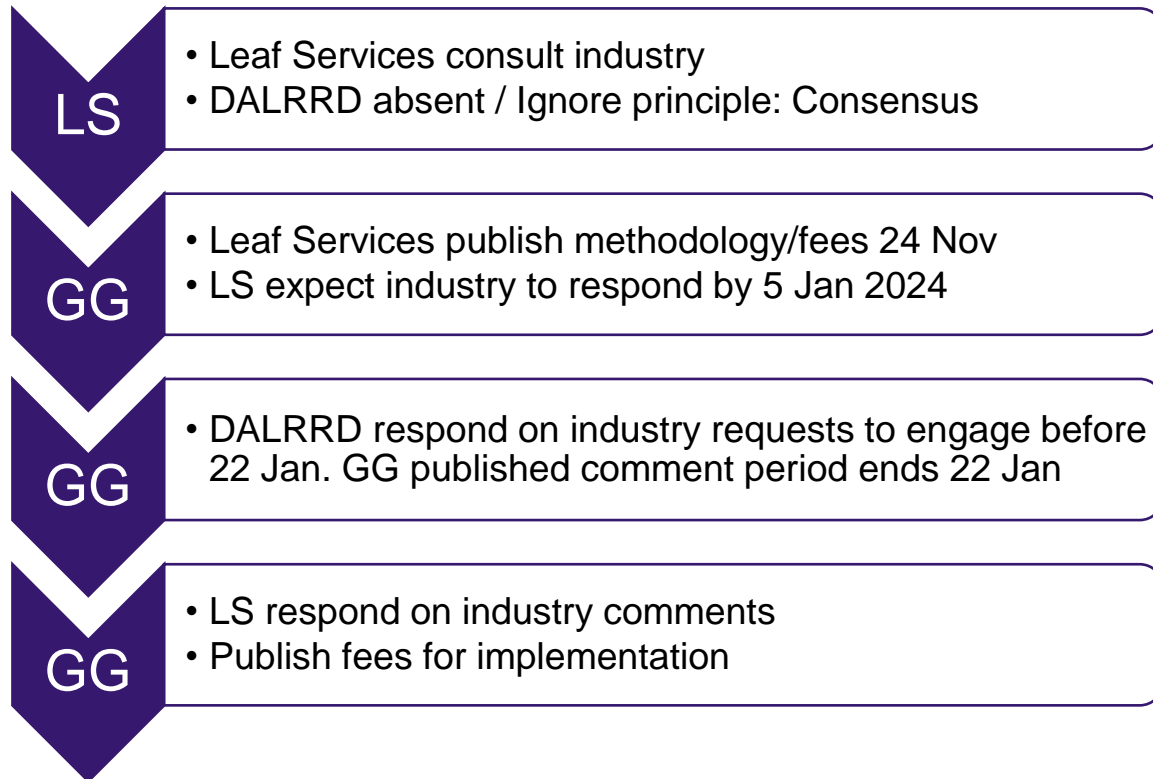 LS
• Leaf Services consult industry
• DALRRD absent / Ignore principle: Consensus
GG
• Leaf Services publish methodology/fees 24 Nov
• LS expect industry to respond by 5 Jan 2024
GG
• DALRRD respond on industry requests to engage before
22 Jan. GG published comment period ends 22 Jan
GG
• LS respond on industry comments
• Publish fees for implementation